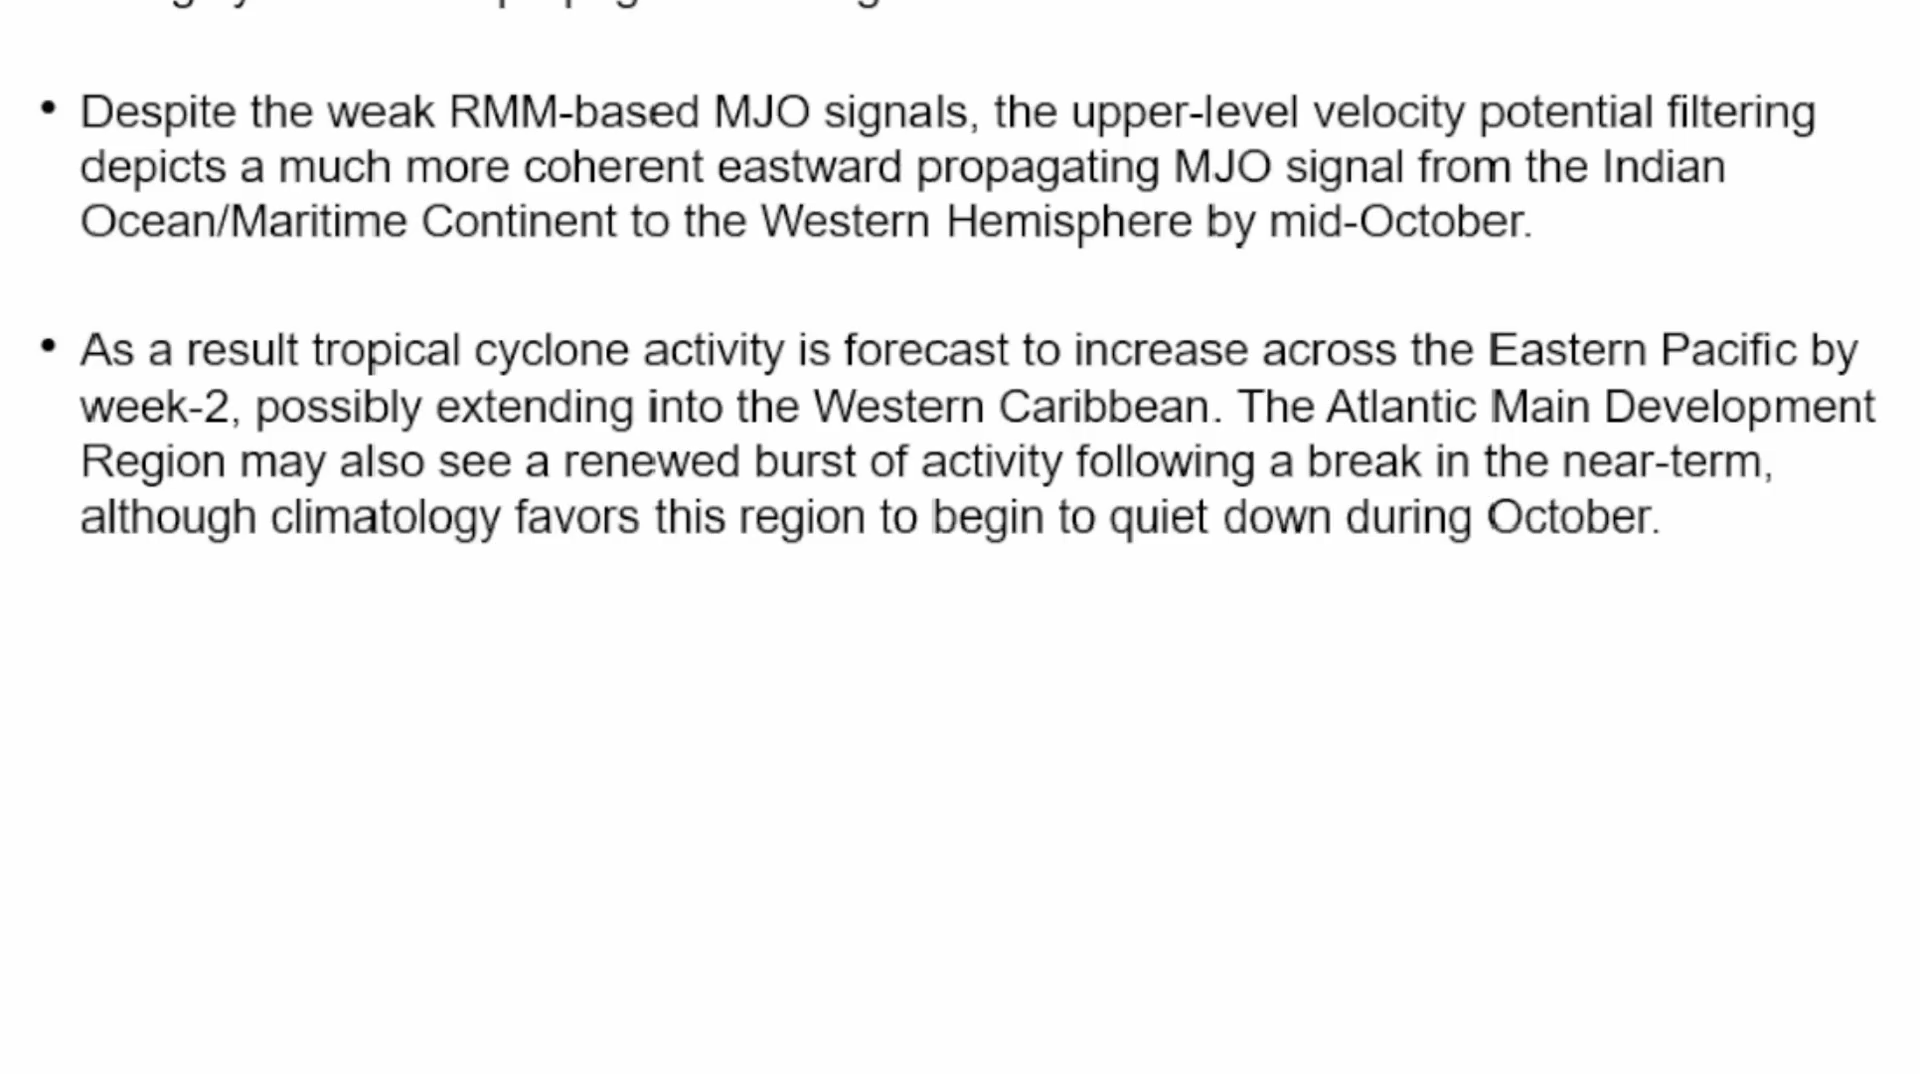 • Despite the weak RMM-based MJO signals, the upper-level velocity potential filtering
depicts a much more coherent eastward propagating MJO signal from the Indian
Ocean/Maritime Continent to the Western Hemisphere by mid-October.
• As a result tropical cyclone activity is forecast to increase across the Eastern Pacific by
week-2, possibly extending into the Western Caribbean. The Atlantic Main Development
Region may also see a renewed burst of activity following a break in the near-term,
although climatology favors this region to begin to quiet down during October.